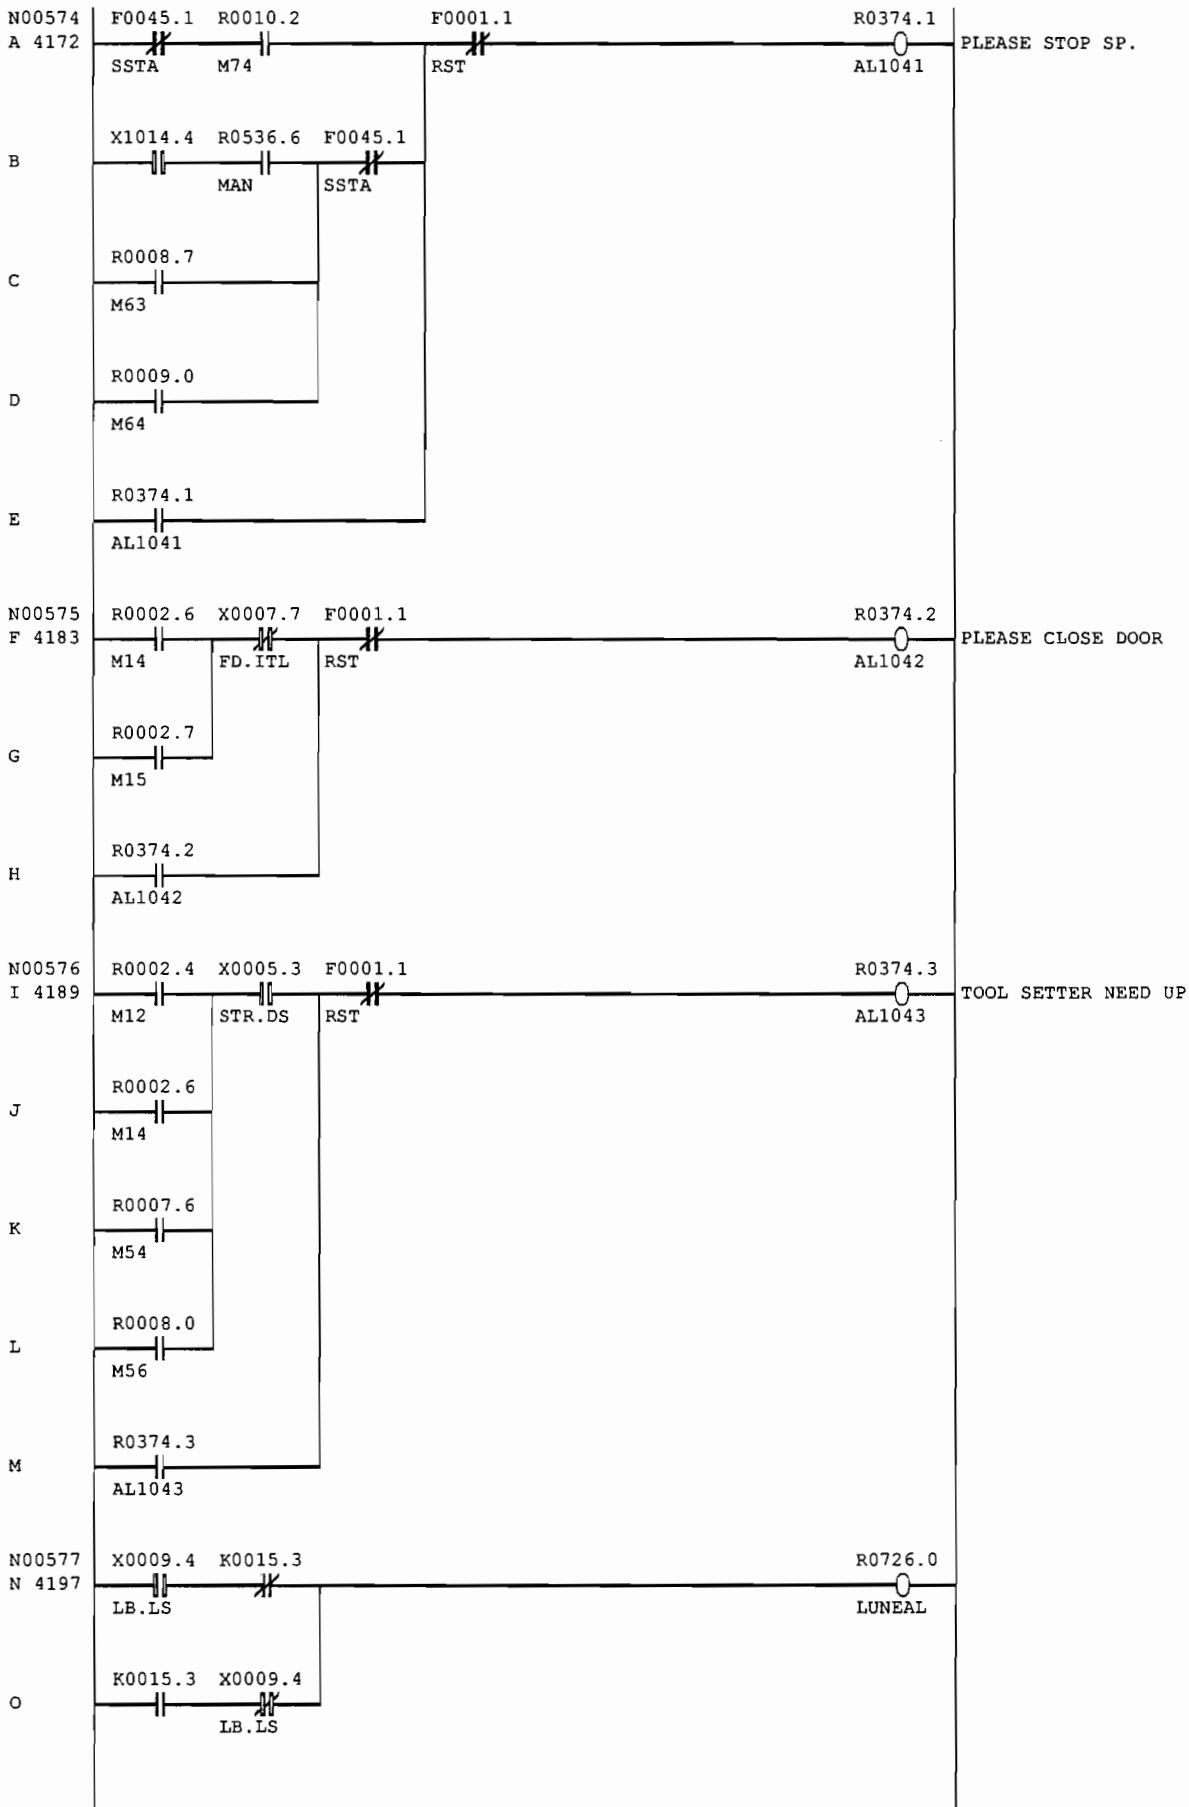 N00574 F0045.1 R0010.2 F0001.1 R0374.1
A 4172 PLEASE STOP SP.
SSTA M74 RST AL1041
X1014.4 R0536.6 F0045.1
B
MAN SSTA
R0008.7
C
M63
R0009.0
D
M64
R0374.1
E
AL1041
N00575 R0002.6 X0007.7 F0001.1 R0374.2
F 4183 PLEASE CLOSE DOOR
M14 FD.ITL RST AL1042
R0002.7
G
M15
R0374.2
H
AL1042
N00576 R0002.4 X0005.3 F0001.1 R0374.3
I 4189 TOOL SETTER NEED UP
M12 STR.DS RST AL1043
R0002.6
J
M14
R0007.6
K
M54
R0008.0
L
M56
R0374.3
M
AL1043
N00577 X0009.4 K0015.3 R0726.0
N 4197
LB.LS LUNEAL
K0015.3 X0009.4
O
LB.LS